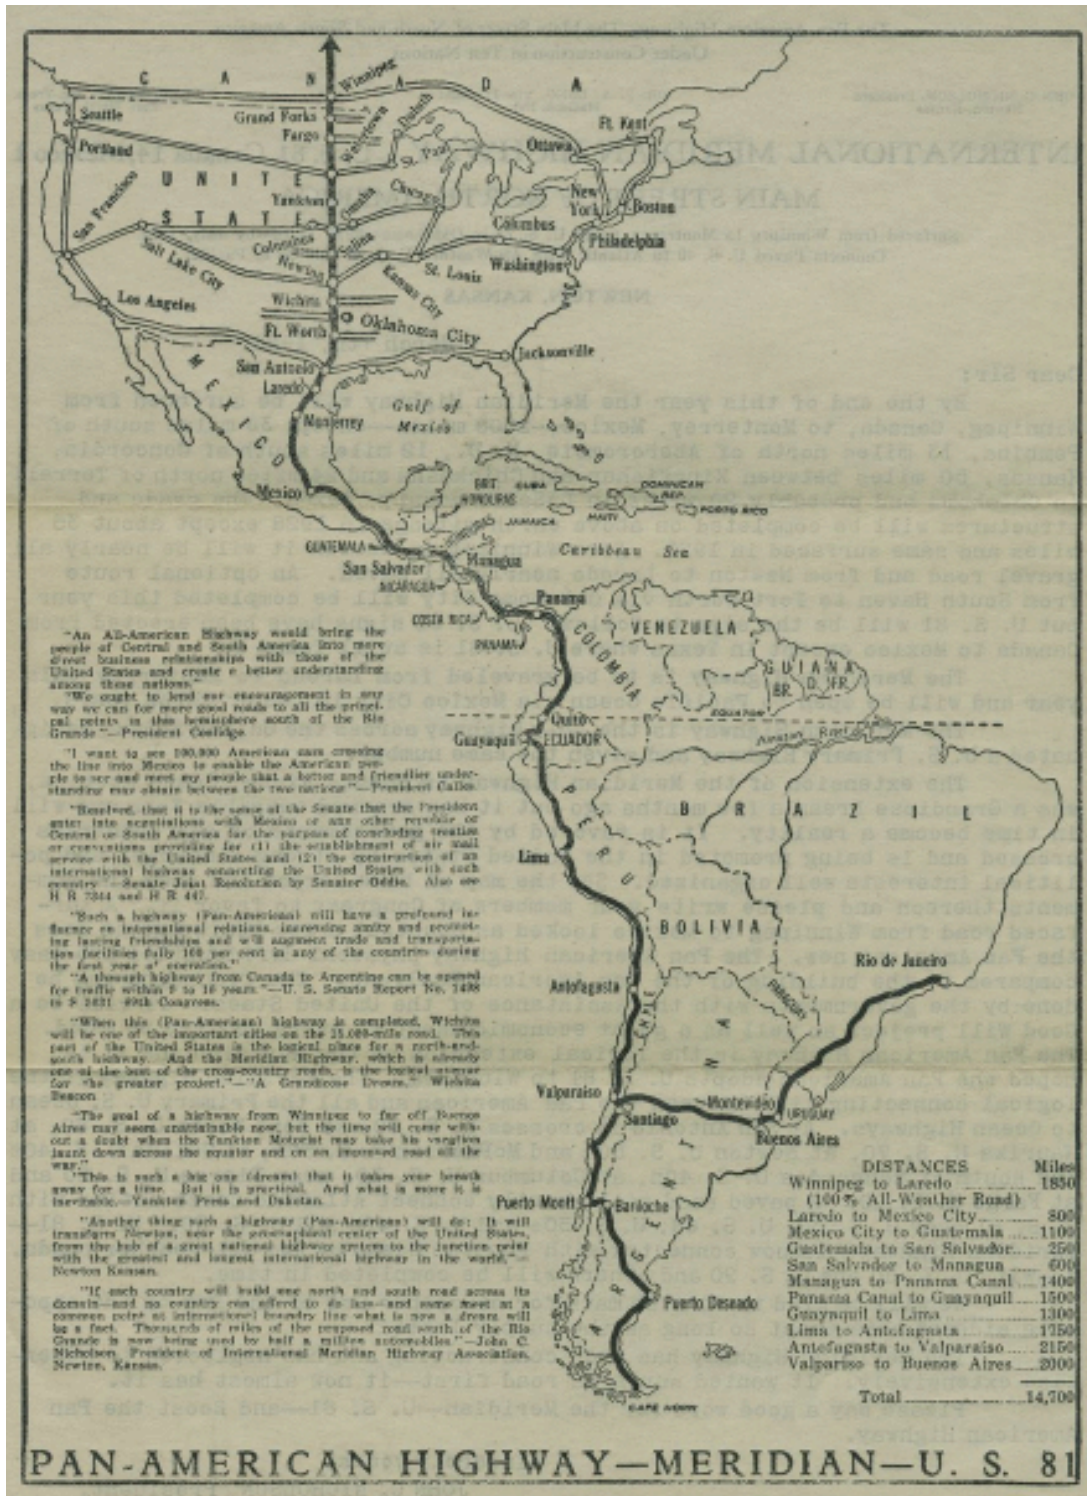 C A N A D A
Winnipeg
Seattle
Grand Forks
Fargo
Watertown
Duluth
Ft. Kent
Portland
St. Paul
Ottawa
UNITE
Yankton
Omaha
Chicago
New
York
Boston
San Francisco
STATE
Columbus
Philadelphia
Salt Lake City
Columbus
Salina
Newton
Kansas City
St. Louis
Washington
Los Angeles
Wichita
Oklahoma City
Ft. Worth
San Antonio
Jacksonville
Laredo
MEXICO
Monterrey
Gulf of
Mexico
Mexico
BRIT.
HONDURAS
CUBA
DOMINICAN
REP.
JAMAICA
HAITI
PORTO RICO
GUATEMALA
Caribbean Sea
San Salvador
Managua
NICARAGUA
COSTA RICA
Panama
PANAMA
COLOMBIA
VENEZUELA
GUIANA
BR. D. FR.
EQUATOR
Quito
Guayaquil
ECUADOR
Amazon River
PERU
BRAZIL
Lima
BOLIVIA
Rio de Janeiro
Antofagasta
PARAGUAY
Valparaiso
Santiago
Montevideo
URUGUAY
Buenos Aires
Puerto Montt
Bariloche
ARGENTINA
Puerto Deseado
CAPE HORN
"An All-American Highway would bring the
people of Central and South America into more
direct business relationships with those of the
United States and create a better understanding
among these nations."
"We ought to lend our encouragement in any
way we can for more good roads to all the princi-
pal points in this hemisphere south of the Rio
Grande"—President Coolidge.
"I want to see 100,000 American cars crossing
the line into Mexico to enable the American peo-
ple to see and meet my people that a better and friendlier under-
standing may obtain between the two nations"—President Calles.
"Resolved, that it is the sense of the Senate that the President
enter into negotiations with Mexico or any other republic of
Central or South America for the purpose of concluding treaties
or conventions providing for (1) the establishment of air mail
service with the United States and (2) the construction of an
international highway connecting the United States with such
country"—Senate Joint Resolution by Senator Oddie. Also see
H R 7344 and H R 447.
"Such a highway (Pan-American) will have a profound in-
fluence on international relations, increasing amity and promot-
ing lasting friendships and will augment trade and transporta-
tion facilities fully 100 per cent in any of the countries during
the first year of operation."
"A through highway from Canada to Argentine can be opened
for traffic within to 10 years."—U. S. Senate Report No. 1498
to S 69th Congress.
"When this (Pan-American) highway is completed, Wichita
will be one of the important cities on the 15,000-mile road. This
part of the United States is the logical place for a north-and-
south highway. And the Meridian Highway, which is already
one of the best of the cross-country roads, is the logical
for the greater project."—"A Grandiose Dream," Wichita
Beacon
"The goal of a highway from Winnipeg to far off Buenos
Aires may seem unattainable now, but the time will come with-
out a doubt when the Yankton Motorist may take his vacation
jaunt down across the equator and on an improved road all the
way."
"This is such a big one (dream) that it takes your breath
away for a time. But it is practical. And what is more it is
inevitable.—Yankton Press and Dakotan.
"Another thing such a highway (Pan-American) will do: It will
transform Newton, near the geographical center of the United States,
from the hub of a great national highway system to the junction point
with the greatest and longest international highway in the world."—
Newton Kansan.
"If each country will build one north and south road across its
domain—and no country can afford to do less—and same meet at a
common point at international boundry line what is now a dream will
be a fact. Thousands of miles of the proposed road south of the Rio
Grande is now being used by half a million automobiles"—John C.
Nicholson, President of International Meridian Highway Association,
Newton, Kansas.
DISTANCES Miles
Winnipeg to Laredo 1850
(100% All-Weather Road)
Laredo to Mexico City 800
Mexico City to Guatemala 1100
Guatemala to San Salvador 250
San Salvador to Managua 600
Managua to Panama Canal 1400
Panama Canal to Guayaquil 1500
Guayaquil to Lima 1300
Lima to Antofagasta 1750
Antofagasta to Valparaiso 2150
Valpariso to Buenos Aires 2000
Total 14,700
PAN-AMERICAN HIGHWAY—MERIDIAN—U. S. 81